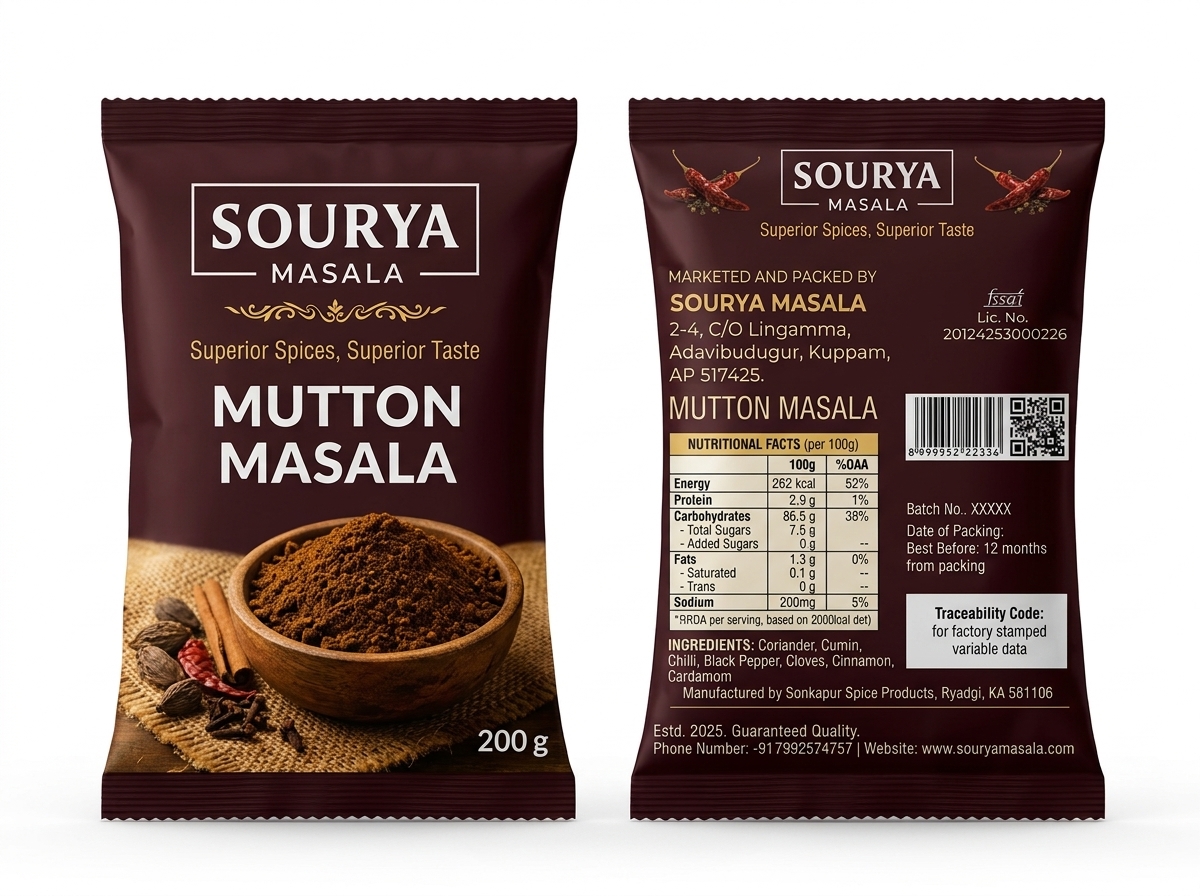 SOURYA
MASALA
Superior Spices, Superior Taste
MUTTON
MASALA
200 g
SOURYA
MASALA
Superior Spices, Superior Taste
MARKETED AND PACKED BY
SOURYA MASALA
2-4, C/O Lingamma,
Adavibudugur, Kuppam,
AP 517425.
fssai
Lic. No.
20124253000226
MUTTON MASALA
8 099952 22334
NUTRITIONAL FACTS (per 100g)
100g %OAA
Energy 262 kcal 52%
Protein 2.9 g 1%
Carbohydrates 86.5 g 38%
- Total Sugars 7.5 g
- Added Sugars 0 g --
Fats 1.3 g 0%
- Saturated 0.1 g --
- Trans 0 g --
Sodium 200mg 5%
*RRDA per serving, based on 2000loal det)
Batch No.. XXXXX
Date of Packing:
Best Before: 12 months
from packing
Traceability Code:
for factory stamped
variable data
INGREDIENTS: Coriander, Cumin,
Chilli, Black Pepper, Cloves, Cinnamon,
Cardamom
Manufactured by Sonkapur Spice Products, Ryadgi, KA 581106
Estd. 2025. Guaranteed Quality.
Phone Number: -91 7992574757 | Website: www.souryamasala.com